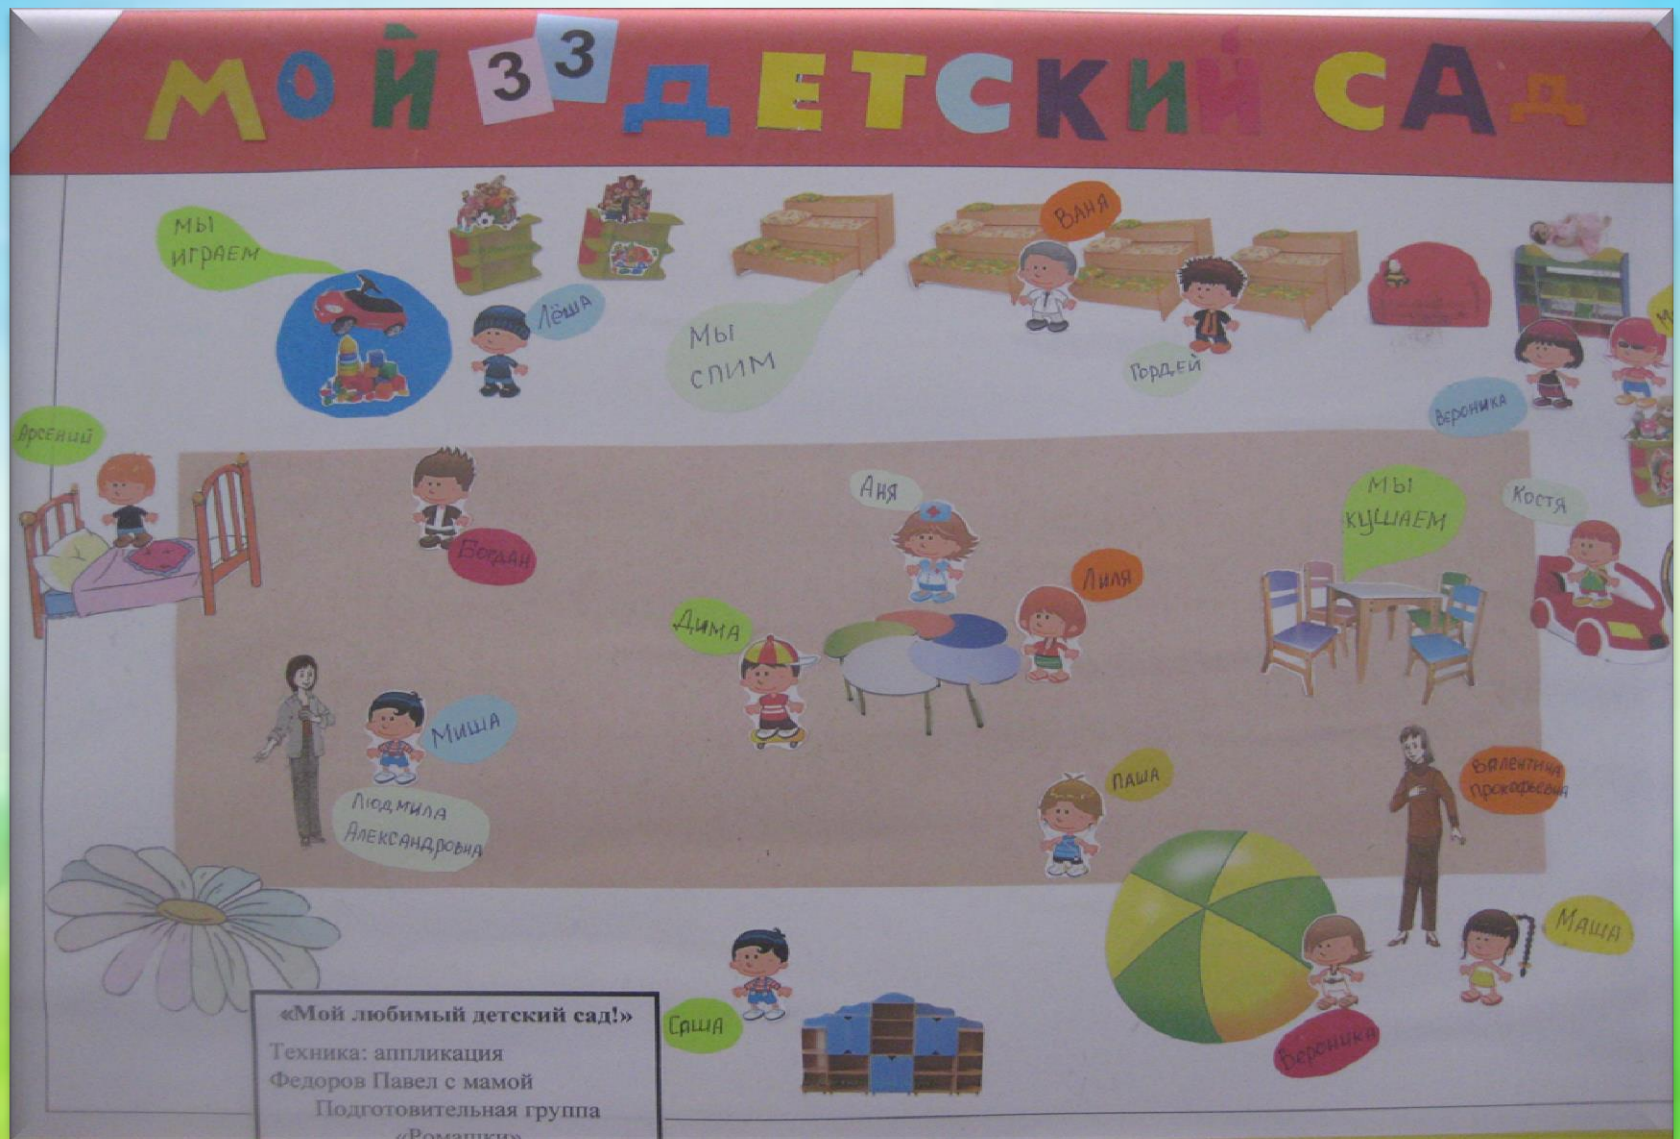 МОЙ 33 ДЕТСКИЙ САД
МЫ
ИГРАЕМ
Лёша
МЫ
СПИМ
ВАНЯ
ГОРДЕЙ
Вероника
Арсений
Богдан
Аня
Лиля
Дима
МЫ
КУШАЕМ
Костя
Миша
Людмила
Александровна
ПАША
Валентина
Прокофьевна
МАША
Вероника
Саша
«Мой любимый детский сад!»
Техника: аппликация
Федоров Павел с мамой
Подготовительная группа
«Ромашки»